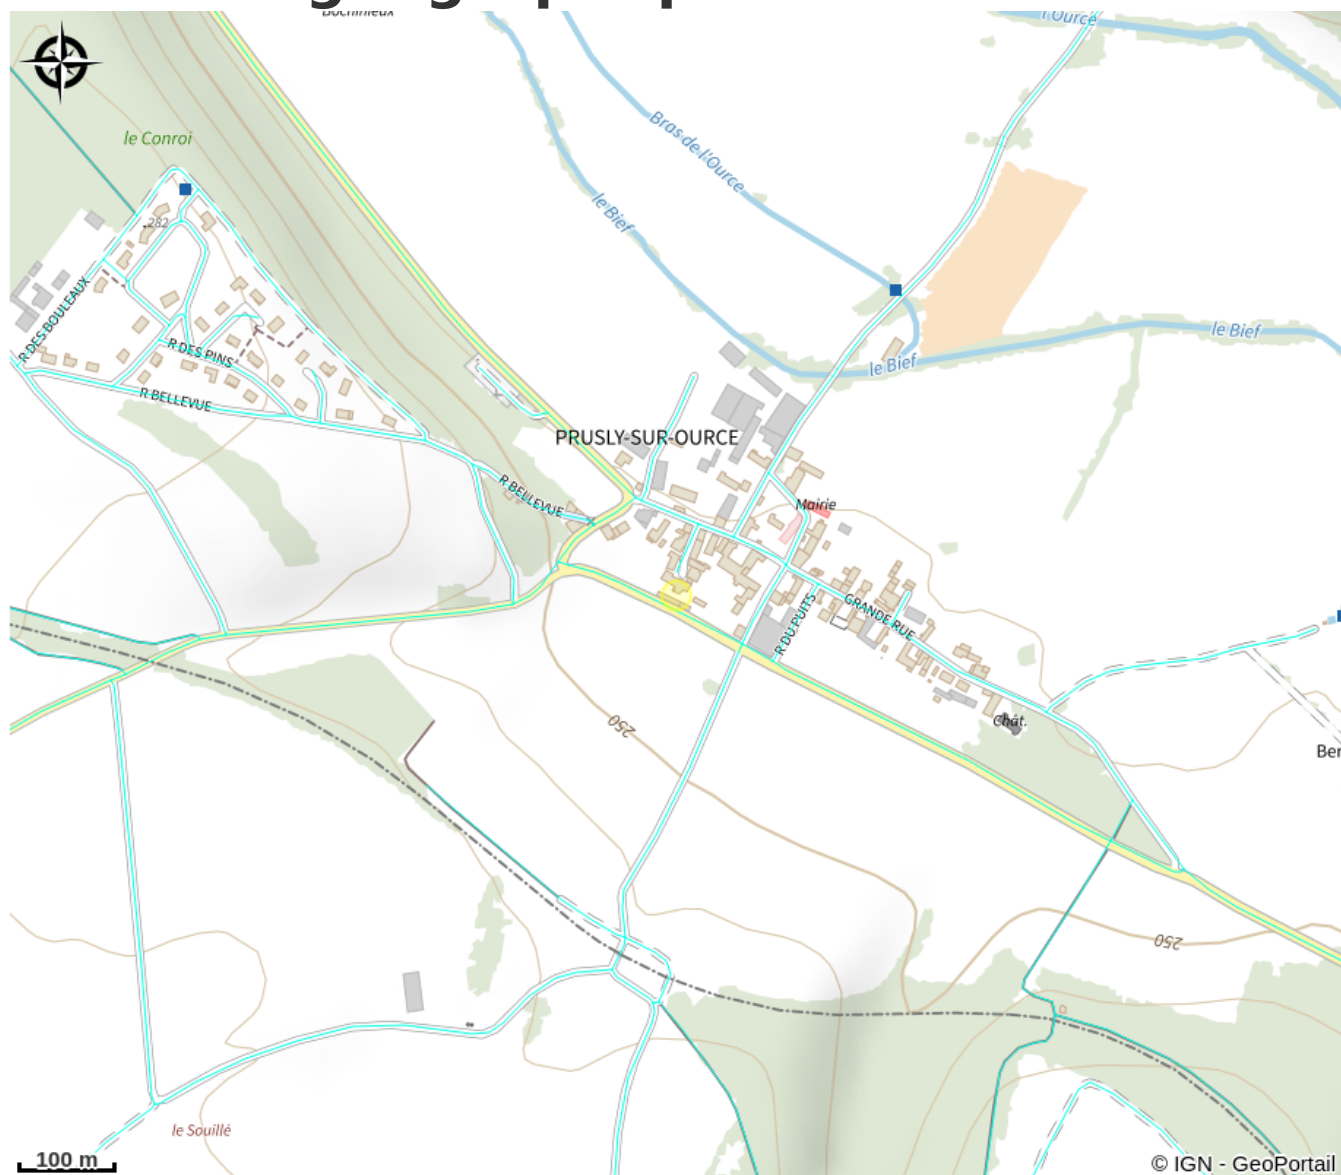 Bochinieux
l'Ource
le Conroi
Bras de l'Ource
le Bief
.282
R DES BOULEAUX
R DES PINS
le Bief
le Bief
R BELLEVUE
PRUSLY-SUR-OURCE
R BELLEVUE
Mairie
R DU PUITS
GRANDE RUE
250
Chât.
Ber
250
le Souillé
100 m
© IGN - GeoPortail